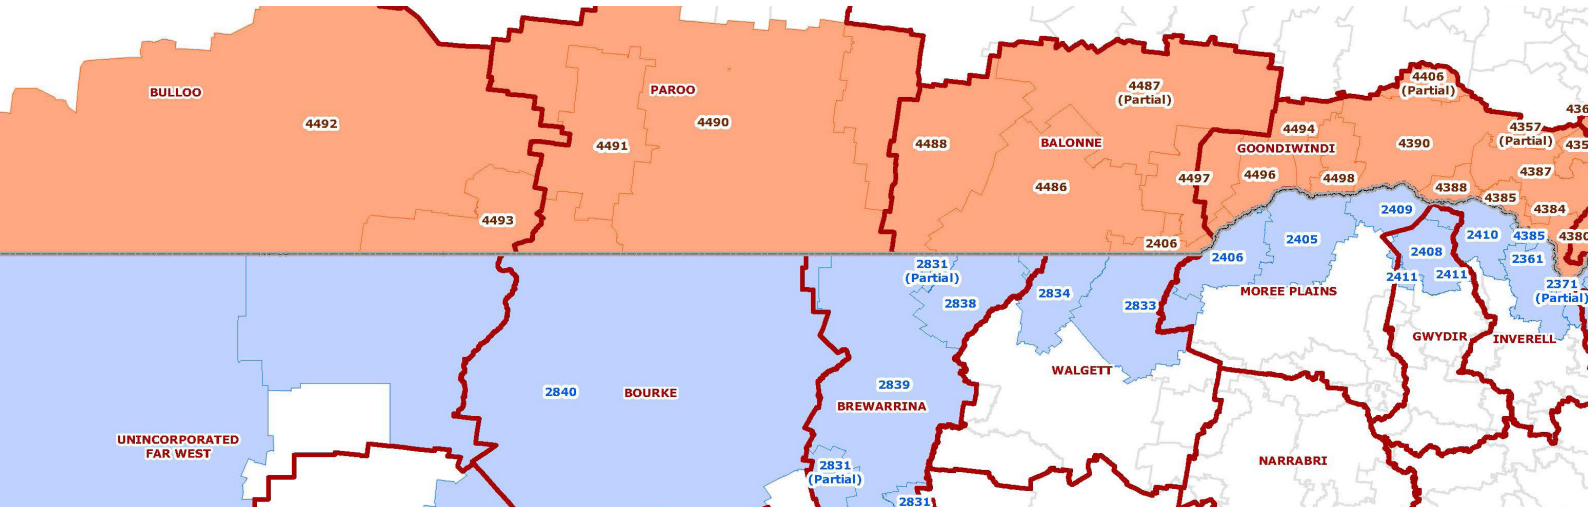 BULLOO
4492
4493
PAROO
4491
4490
4488
4487
(Partial)
BALONNE
4486
4497
2406
4406
(Partial)
4494
GOONDIWINDI
4496
4498
4390
4388
4357
(Partial)
4387
4385
4384
4380
2409
2405
2406
2408
2411
2411
2410
4385
2361
2371
(Partial)
MOREE PLAINS
GWYDIR
INVERELL
2831
(Partial)
2838
2834
2833
WALGETT
2839
BREWARRINA
2840
BOURKE
UNINCORPORATED
FAR WEST
2831
(Partial)
2831
NARRABRI